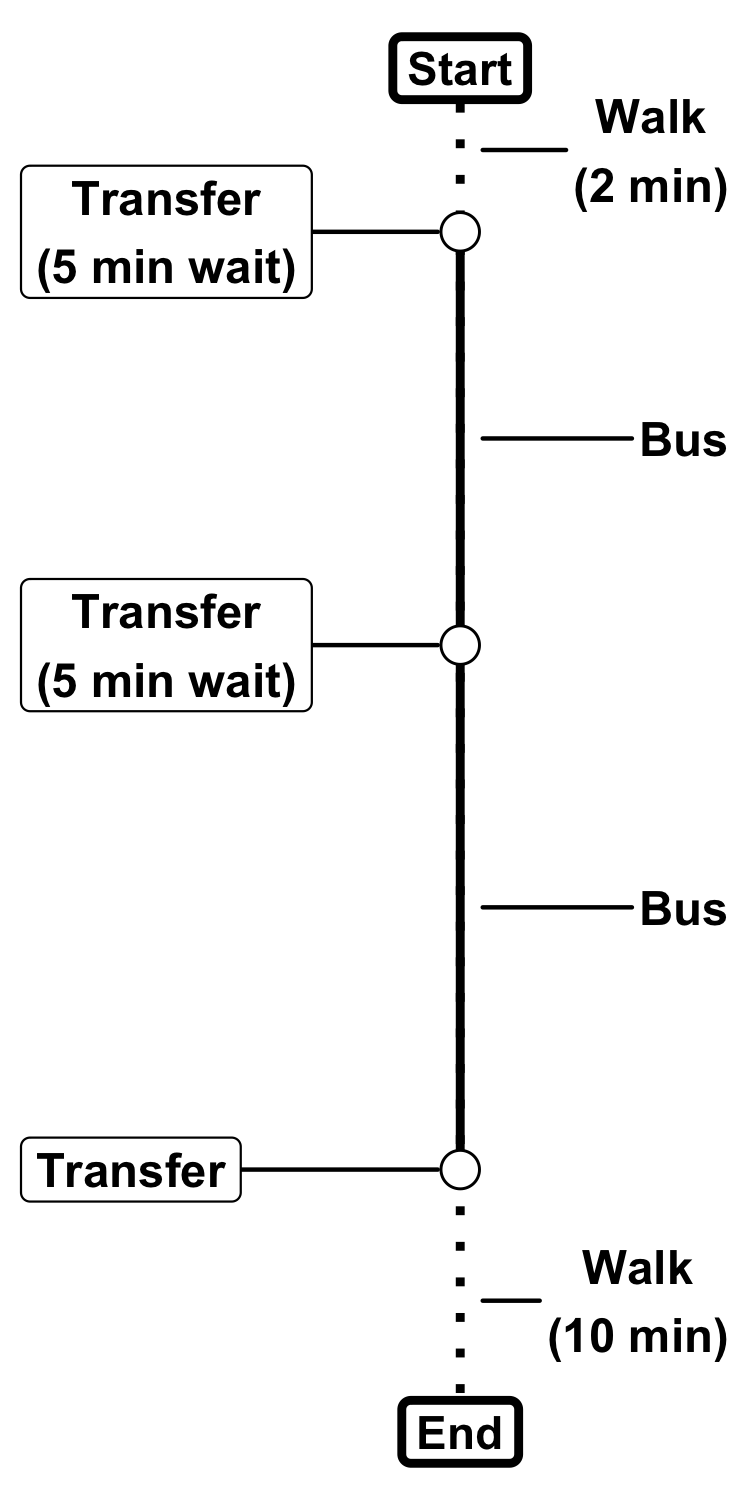 Start
Walk
(2 min)
Transfer
(5 min wait)
Bus
Transfer
(5 min wait)
Bus
Transfer
Walk
(10 min)
End